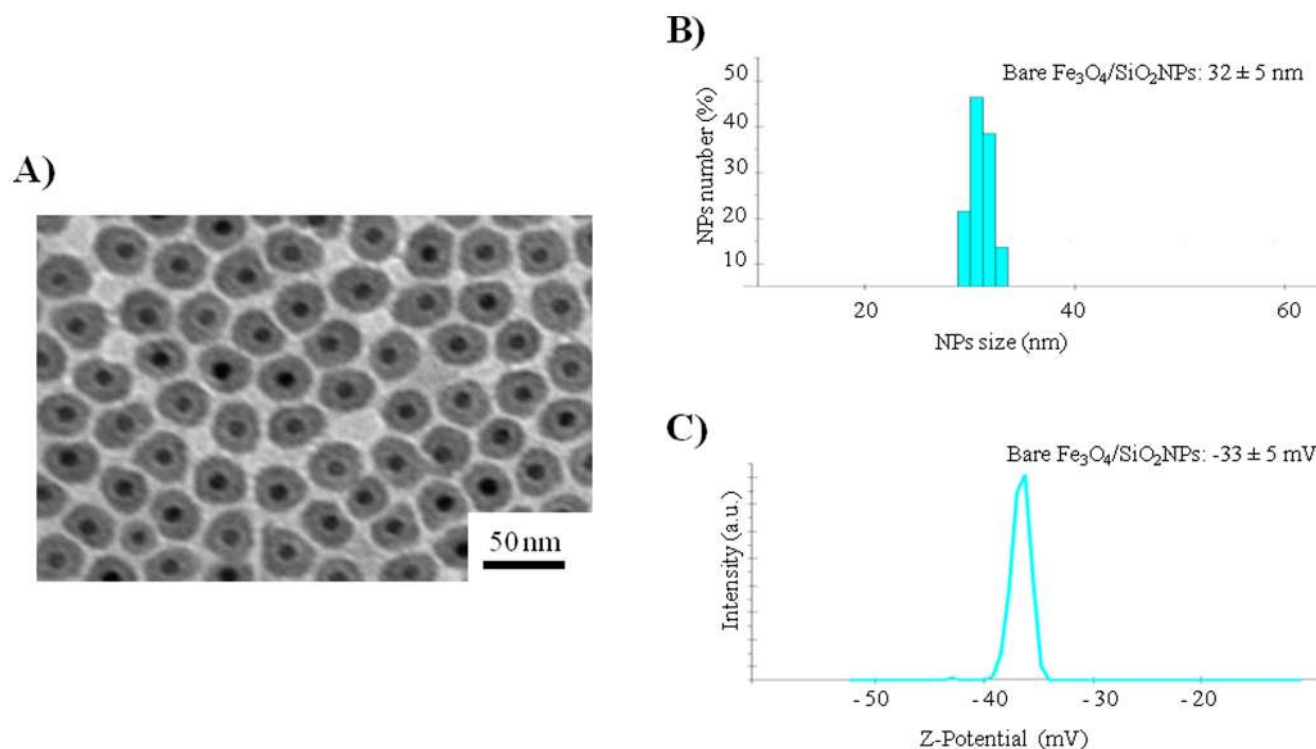 A)
50 nm
B)
Bare Fe₃O₄/SiO₂NPs: 32 ± 5 nm
NPs number (%)
50
40
30
20
10
20 40 60
NPs size (nm)
C)
Bare Fe₃O₄/SiO₂NPs: -33 ± 5 mV
Intensity (a.u.)
-50 -40 -30 -20
Z-Potential (mV)